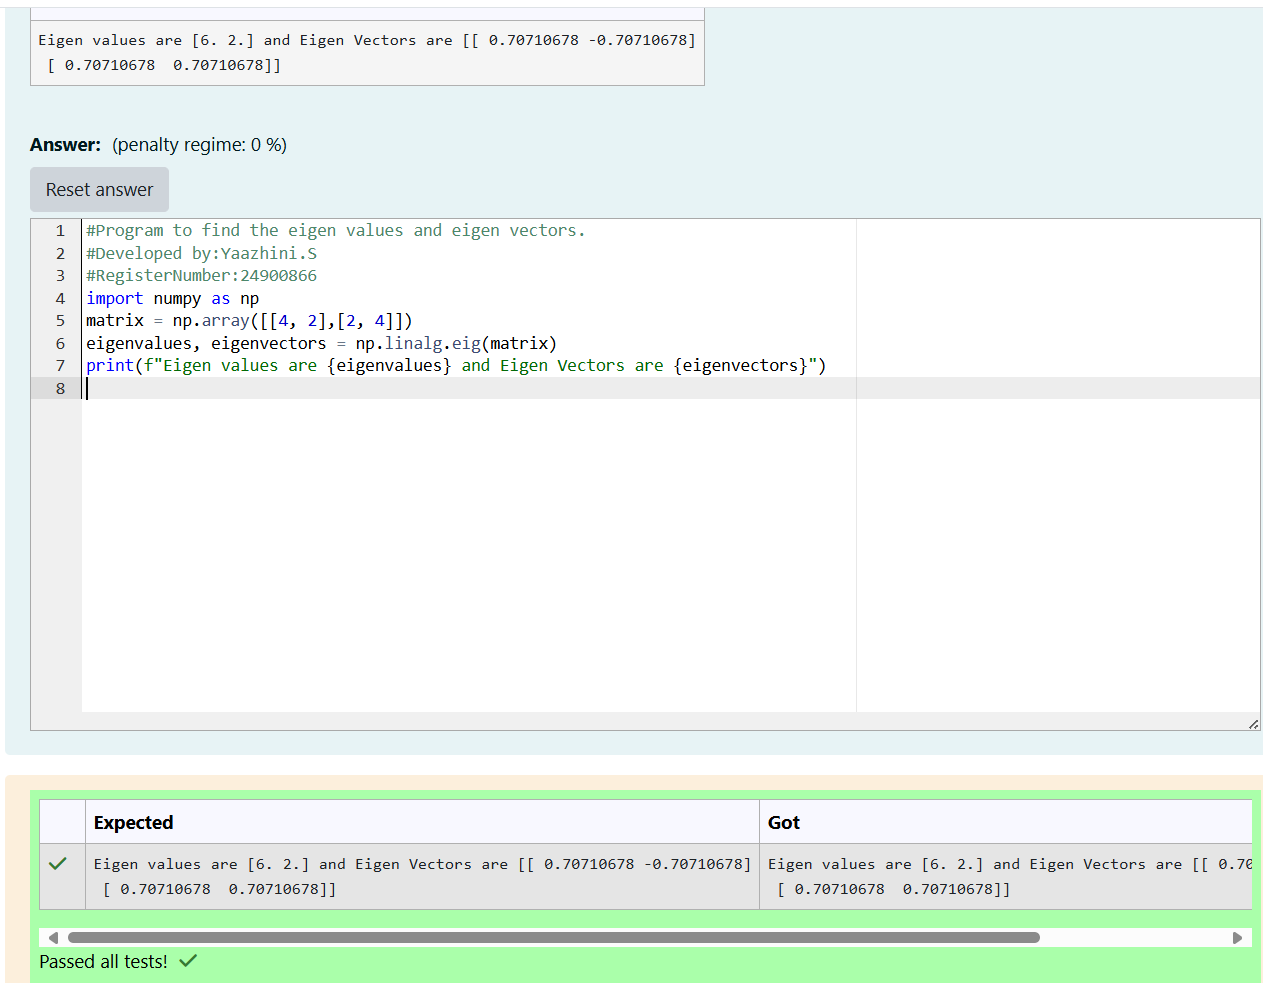 Eigen values are [6. 2.] and Eigen Vectors are [[ 0.70710678 -0.70710678]
[ 0.70710678  0.70710678]]
Answer: (penalty regime: 0 %)
Reset answer
1 #Program to find the eigen values and eigen vectors.
2 #Developed by:Yaazhini.S
3 #RegisterNumber:24900866
4 import numpy as np
5 matrix = np.array([[4, 2],[2, 4]])
6 eigenvalues, eigenvectors = np.linalg.eig(matrix)
7 print(f"Eigen values are {eigenvalues} and Eigen Vectors are {eigenvectors}")
8
Expected Got
Eigen values are [6. 2.] and Eigen Vectors are [[ 0.70710678 -0.70710678] Eigen values are [6. 2.] and Eigen Vectors are [[ 0.70
[ 0.70710678  0.70710678]] [ 0.70710678  0.70710678]]
Passed all tests!